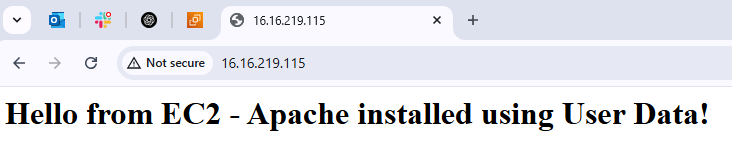 16.16.219.115
Not secure 16.16.219.115
Hello from EC2 - Apache installed using User Data!